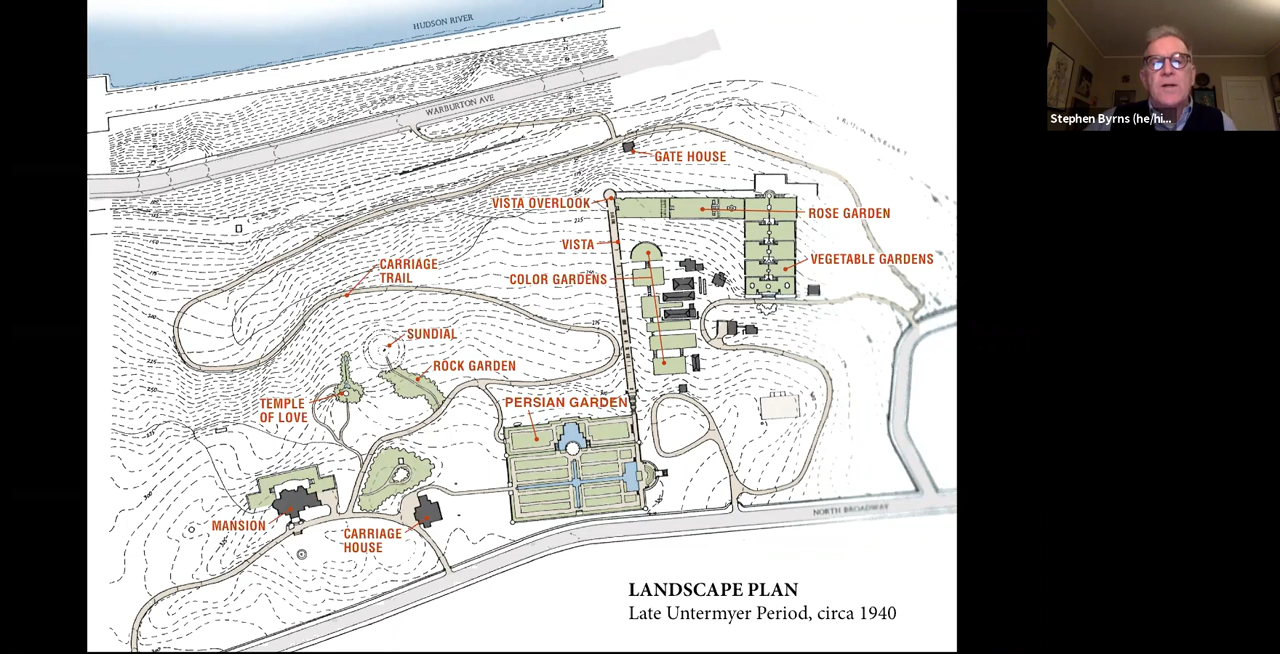 HUDSON RIVER
WARBURTON AVE
Stephen Byrns (he/hi...
GATE HOUSE
VISTA OVERLOOK
ROSE GARDEN
VISTA
VEGETABLE GARDENS
CARRIAGE
TRAIL
COLOR GARDENS
SUNDIAL
ROCK GARDEN
TEMPLE
OF LOVE
PERSIAN GARDEN
MANSION
CARRIAGE
HOUSE
NORTH BROADWAY
LANDSCAPE PLAN
Late Untermyer Period, circa 1940